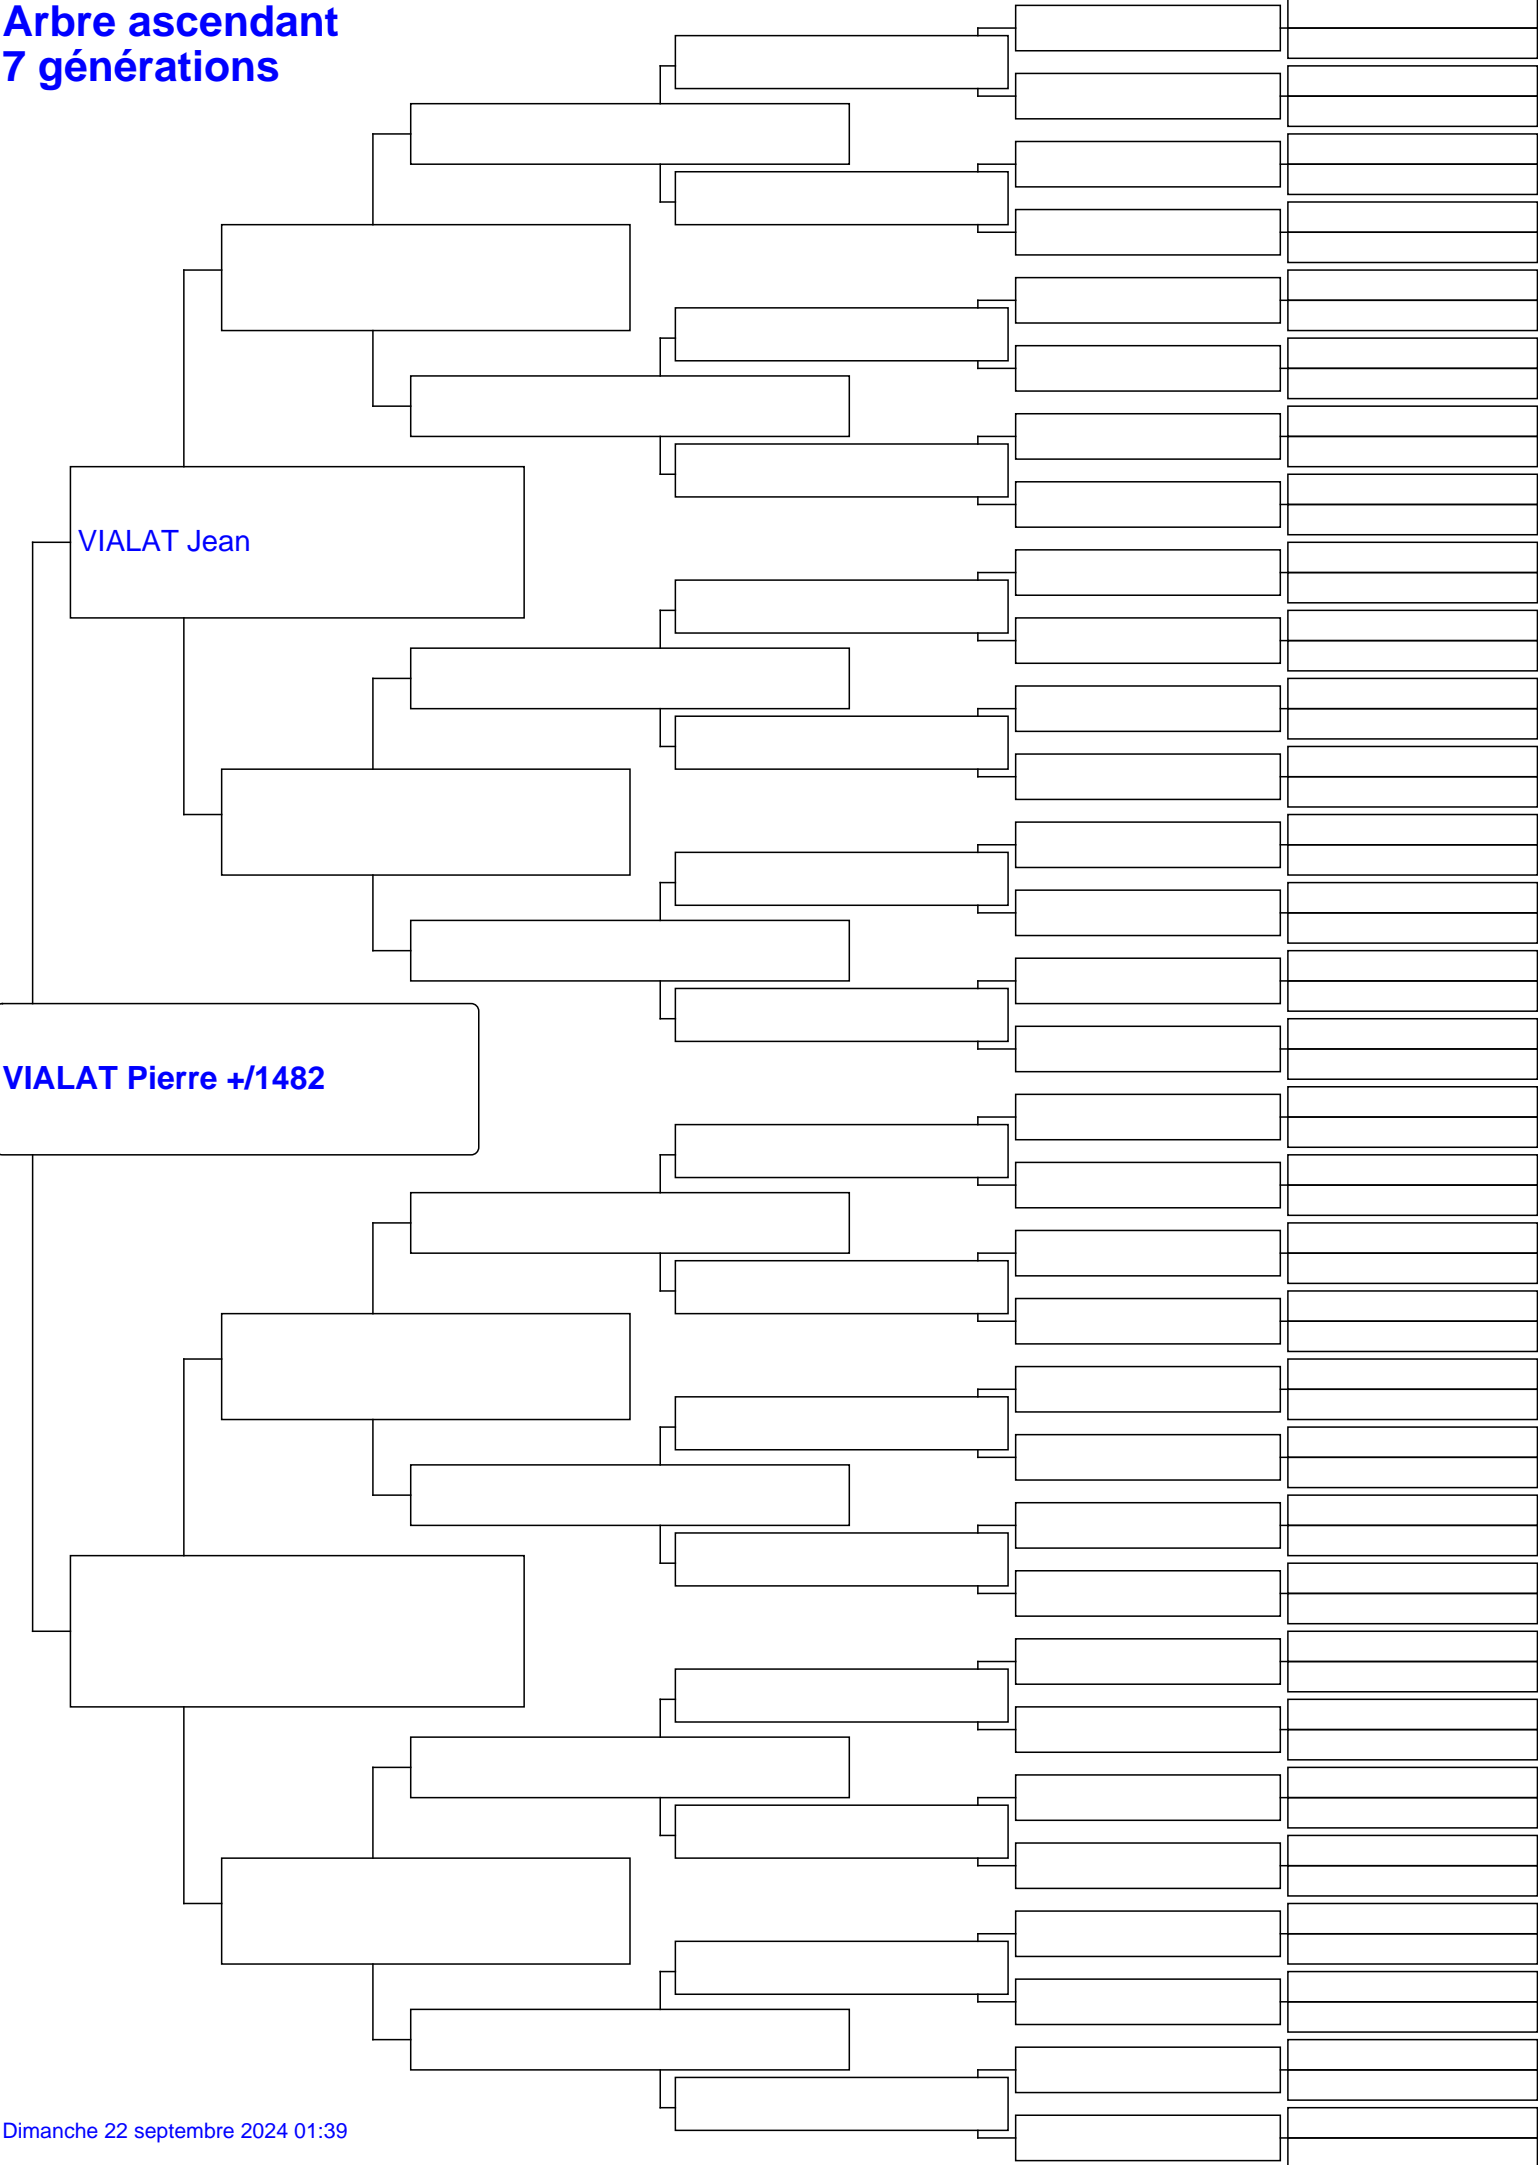 Arbre ascendant
7 générations
VIALAT Jean
VIALAT Pierre +/1482
Dimanche 22 septembre 2024 01:39